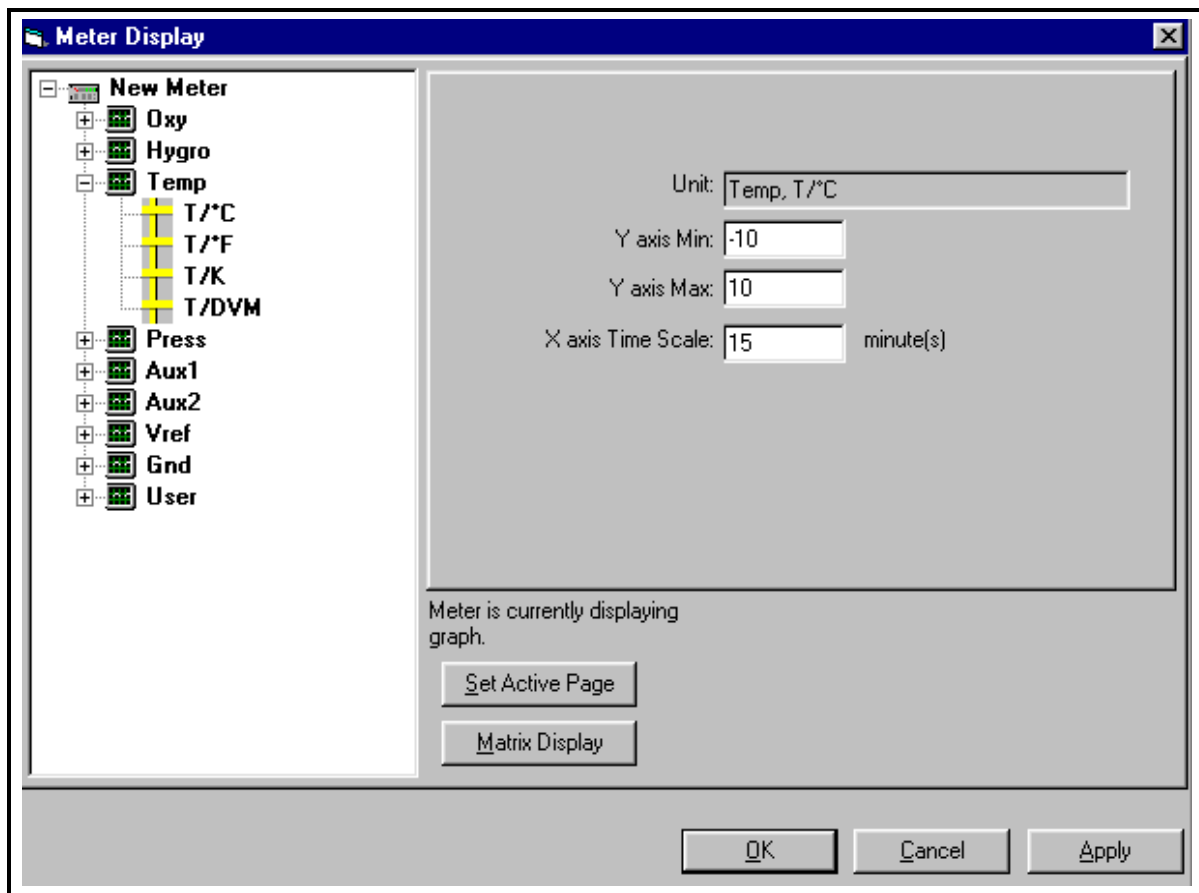 Meter Display
New Meter
Oxy
Hygro
Temp
T/*C
T/*F
T/K
T/DVM
Press
Aux1
Aux2
Vref
Gnd
User
Unit: Temp, T/*C
Y axis Min: -10
Y axis Max: 10
X axis Time Scale: 15 minute(s)
Meter is currently displaying
graph.
Set Active Page
Matrix Display
OK Cancel Apply